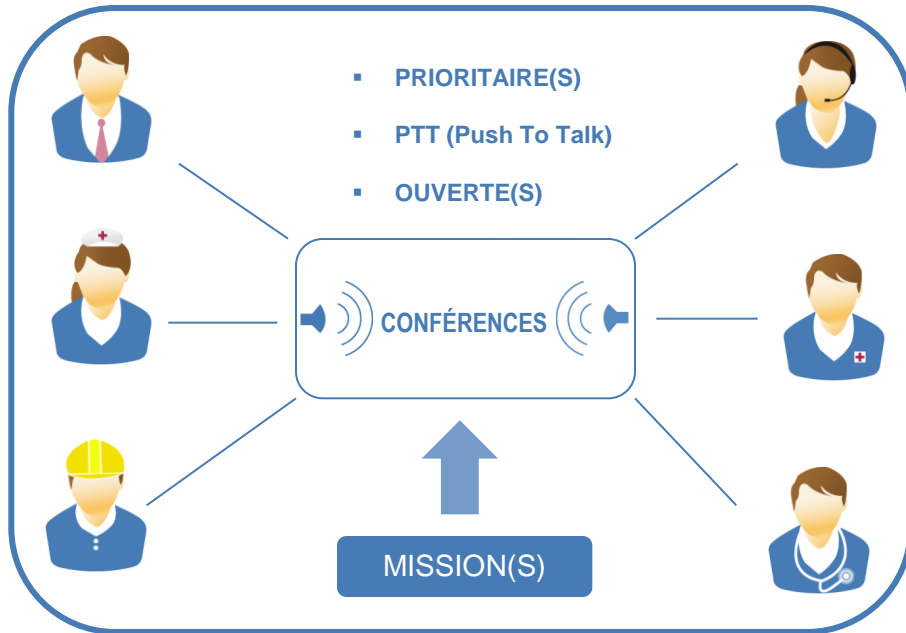 ▪ PRIORITAIRE(S)
▪ PTT (Push To Talk)
▪ OUVERTE(S)
CONFÉRENCES
MISSION(S)